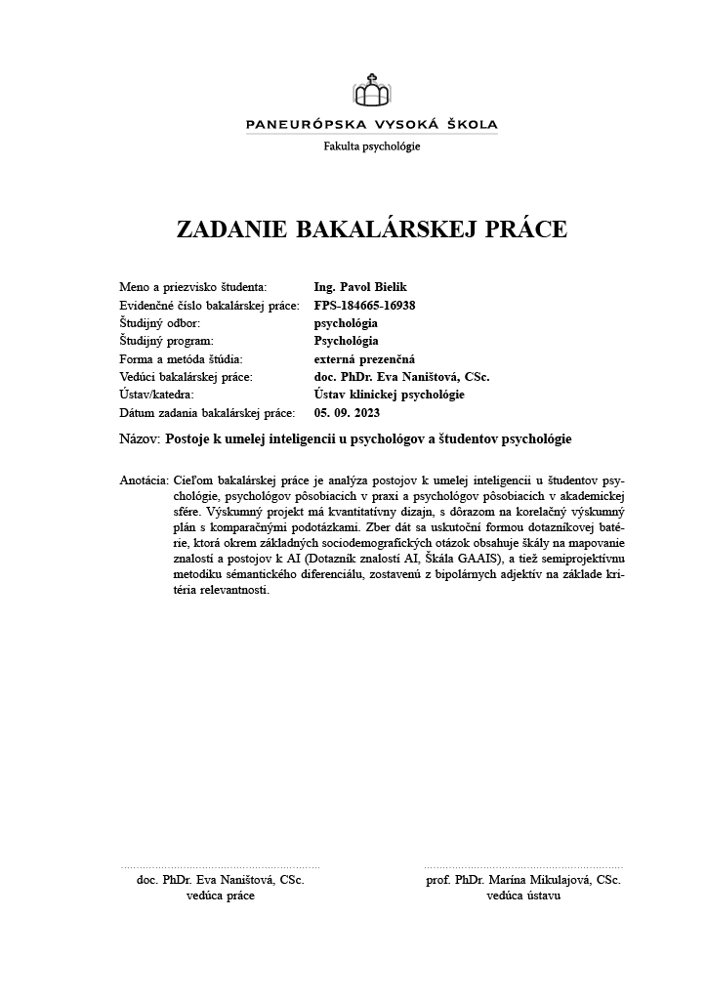 PANEURÓPSKA VYSOKÁ ŠKOLA
Fakulta psychológie
ZADANIE BAKALÁRSKEJ PRÁCE
Meno a priezvisko študenta: Ing. Pavol Bielik
Evidenčné číslo bakalárskej práce: FPS-184665-16938
Študijný odbor: psychológia
Študijný program: Psychológia
Forma a metóda štúdia: externá prezenčná
Vedúci bakalárskej práce: doc. PhDr. Eva Naništová, CSc.
Ústav/katedra: Ústav klinickej psychológie
Dátum zadania bakalárskej práce: 05. 09. 2023
Názov: Postoje k umelej inteligencii u psychológov a študentov psychológie
Anotácia: Cieľom bakalárskej práce je analýza postojov k umelej inteligencii u študentov psy-
chológie, psychológov pôsobiacich v praxi a psychológov pôsobiacich v akademickej
sfére. Výskumný projekt má kvantitatívny dizajn, s dôrazom na korelačný výskumný
plán s komparačnými podotázkami. Zber dát sa uskutoční formou dotazníkovej baté-
rie, ktorá okrem základných sociodemografických otázok obsahuje škály na mapovanie
znalostí a postojov k AI (Dotazník znalostí AI, Škála GAAIS), a tiež semiprojektívnu
metodiku sémantického diferenciálu, zostavenú z bipolárnych adjektív na základe kri-
téria relevantnosti.
doc. PhDr. Eva Naništová, CSc. prof. PhDr. Marína Mikulajová, CSc.
vedúca práce vedúca ústavu